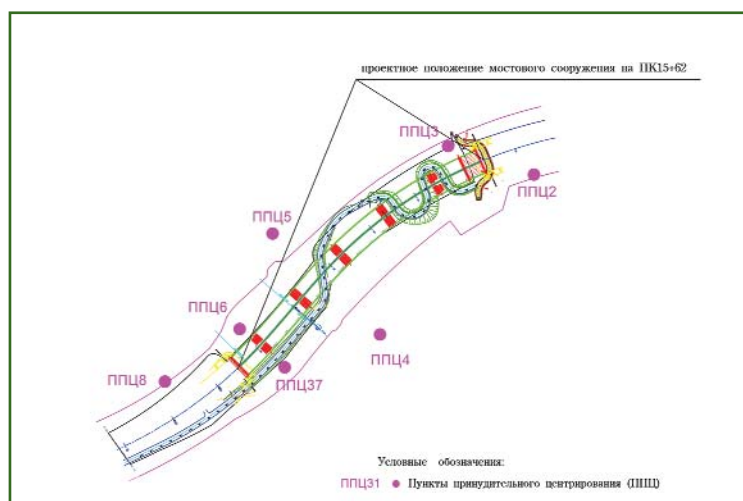 проектное положение мостового сооружения на ПК15+62
ППЦ3
ППЦ2
ППЦ5
ППЦ6
ППЦ4
ППЦ8
ППЦ37
Условные обозначения:
ППЦ31 Пункты принудительного центрирования (ППЦ)